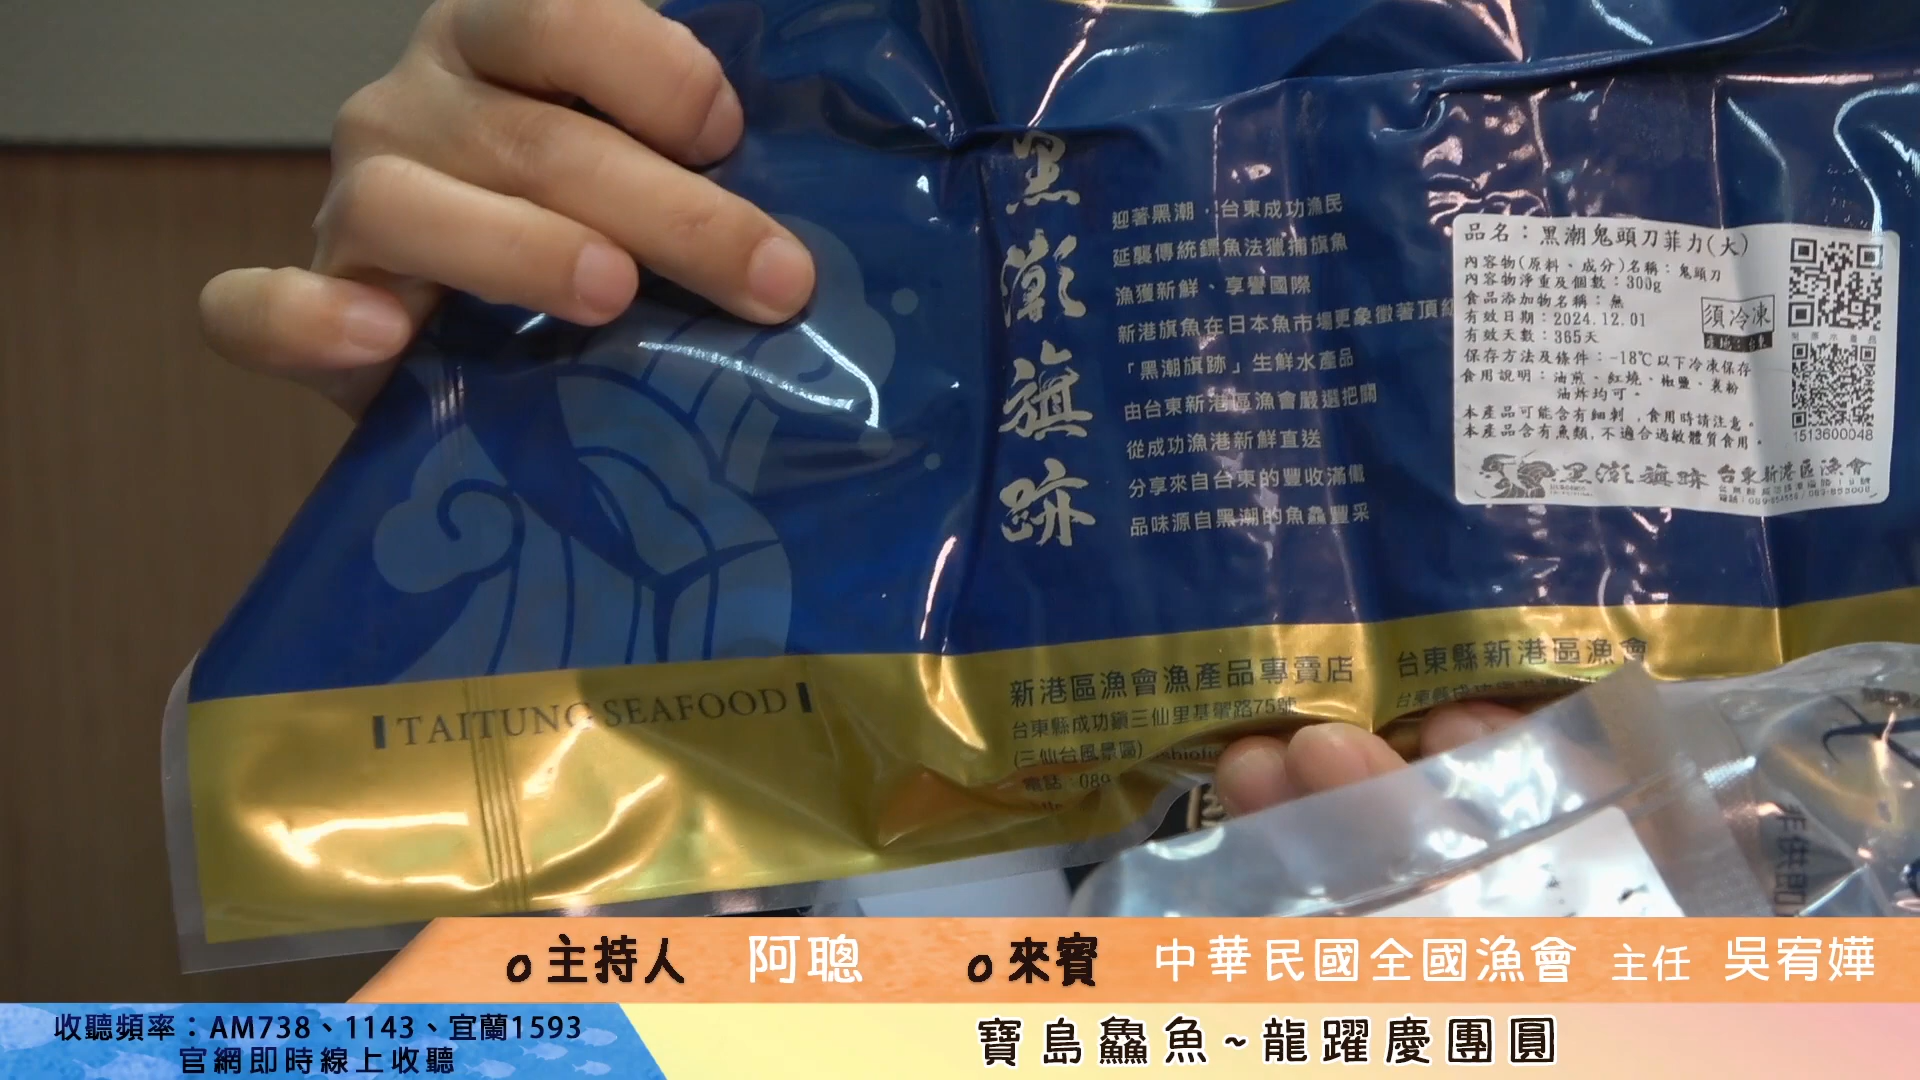 黑潮旗跡
迎著黑潮，台東成功漁民
延襲傳統鏢魚法獵捕旗魚
漁獲新鮮、享譽國際
新港旗魚在日本魚市場更象徵著頂級
「黑潮旗跡」生鮮水產品
由台東新港區漁會嚴選把關
從成功漁港新鮮直送
分享來自台東的豐收滿儎
品味源自黑潮的魚鱻豐采
品名：黑潮鬼頭刀菲力(大)
內容物(原料、成分)名稱：鬼頭刀
內容物淨重及個數：300g
食品添加物名稱：無
有效日期：2024.12.01
有效天數：365天
須冷凍
保存方法及條件：-18℃以下冷凍保存
食用說明：油煎、紅燒、椒鹽、裹粉
油炸均可。
本產品可能含有細刺，食用時請注意。
本產品含有魚類,不適合過敏體質食用。
1513600048
黑潮旗跡 台東新港區漁會
TAITUNG SEAFOOD
新港區漁會漁產品專賣店
台東縣成功鎮三仙里基翬路75號
(三仙台風景區)
電話：089
台東縣新港區漁會
主持人 阿聰 來賓 中華民國全國漁會 主任 吳宥嬅
收聽頻率：AM738、1143、宜蘭1593
官網即時線上收聽
寶島鱻魚~龍躍慶團圓